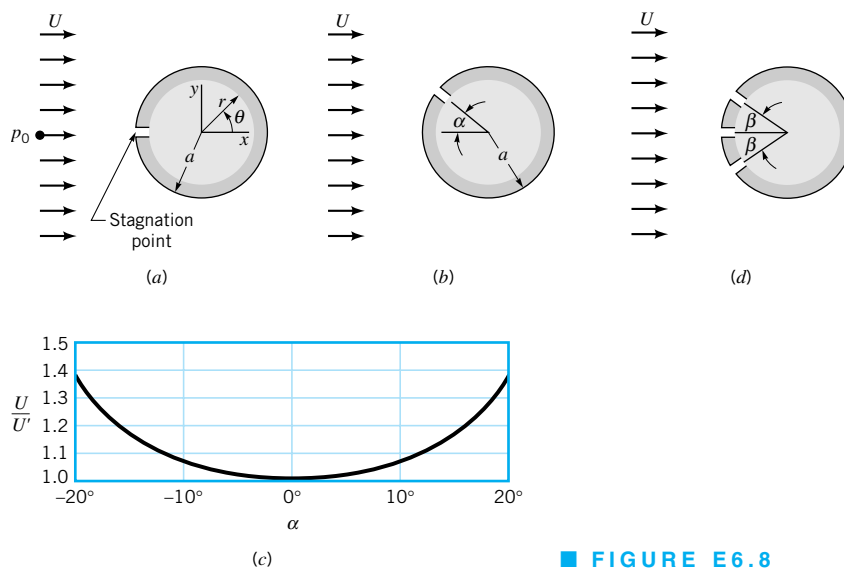 U
p0
y
r
θ
x
a
Stagnation
point
(a)
U
α
a
(b)
U
β
β
(d)
1.5
1.4
1.3
1.2
1.1
1.0
U
U′
–20°
–10°
0°
10°
20°
α
(c)
■ FIGURE E6.8